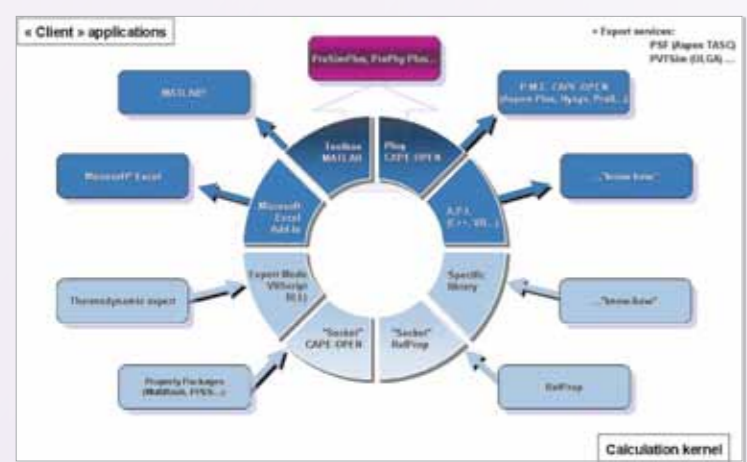 « Client » applications
+ Export services:
PSF (Aspen TASC)
PVTSim (OLGA) ...
ProSimPlus, ProPhy Plus...
MATLAB®
P.M.E. CAPE-OPEN
(Aspen Plus, Hysys, ProII...)
Toolbox
MATLAB
Plug
CAPE-OPEN
Microsoft® Excel
..."know-how"
Microsoft
Excel
Add-In
A.P.I.
(C++, VB...)
Expert Mode
VBScript
DLL
Specific
library
Thermodynamic expert
..."know-how"
"Socket"
CAPE-OPEN
"Socket"
RefProp
Property Packages
(Multiflash, PPDS...)
RefProp
Calculation kernel